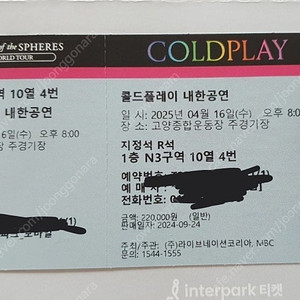 of the SPHERES
WORLD TOUR
COLDPLAY
역 10열 4번
내한공연
6일(수) 오후 8:00
주경기장
콜드플레이 내한공연
일 시: 2025년 04월 16일(수) 오후 8
장 소: 고양종합운동장 주경기장
지정석 R석
1층 N3구역 10열 4번
예약번호:
예 매 자:
전화번호:
금액: 220,000원 (일반)
판매일자: 2024-09-24
주최/주관: (주)라이브네이션코리아, MBC
문의: 1544-1555
interpark 티켓